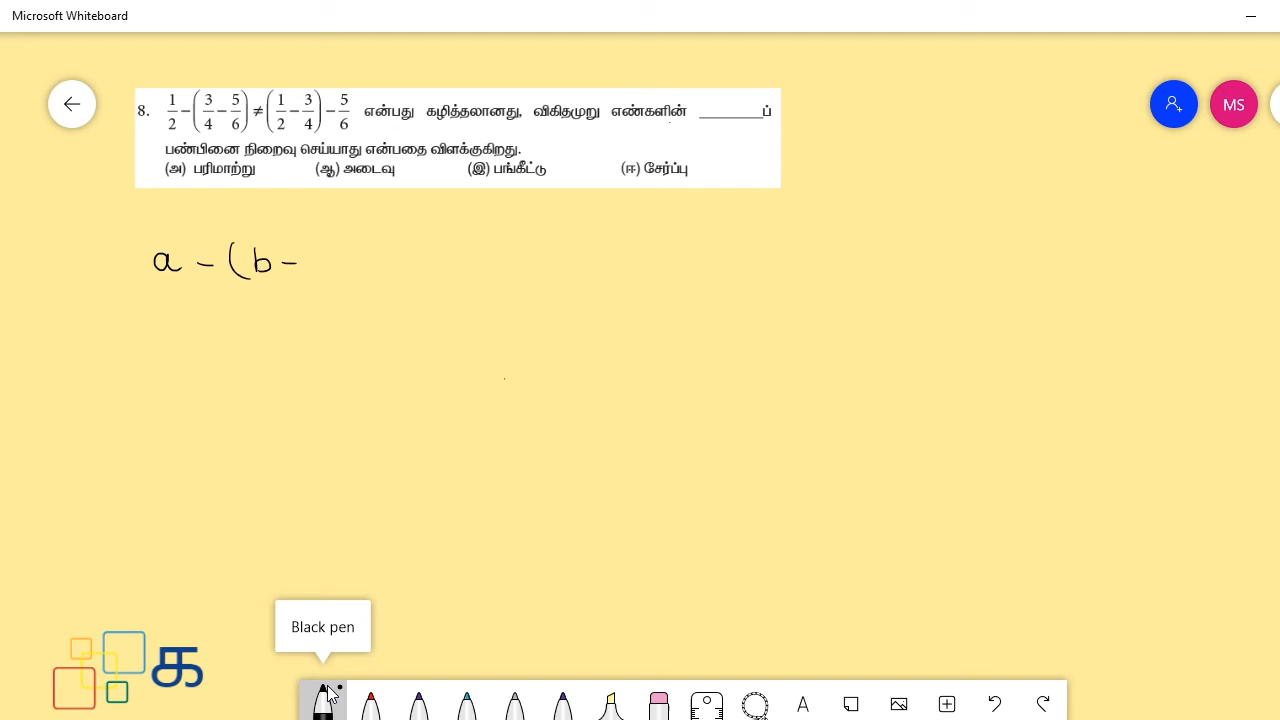 Microsoft Whiteboard
MS
8. 1/2 − (3/4 − 5/6) ≠ (1/2 − 3/4) − 5/6 என்பது கழித்தலானது, விகிதமுறு எண்களின் ________ப்
பண்பினை நிறைவு செய்யாது என்பதை விளக்குகிறது.
(அ) பரிமாற்று (ஆ) அடைவு (இ) பங்கீட்டு (ஈ) சேர்ப்பு
a - (b -
Black pen
க
A